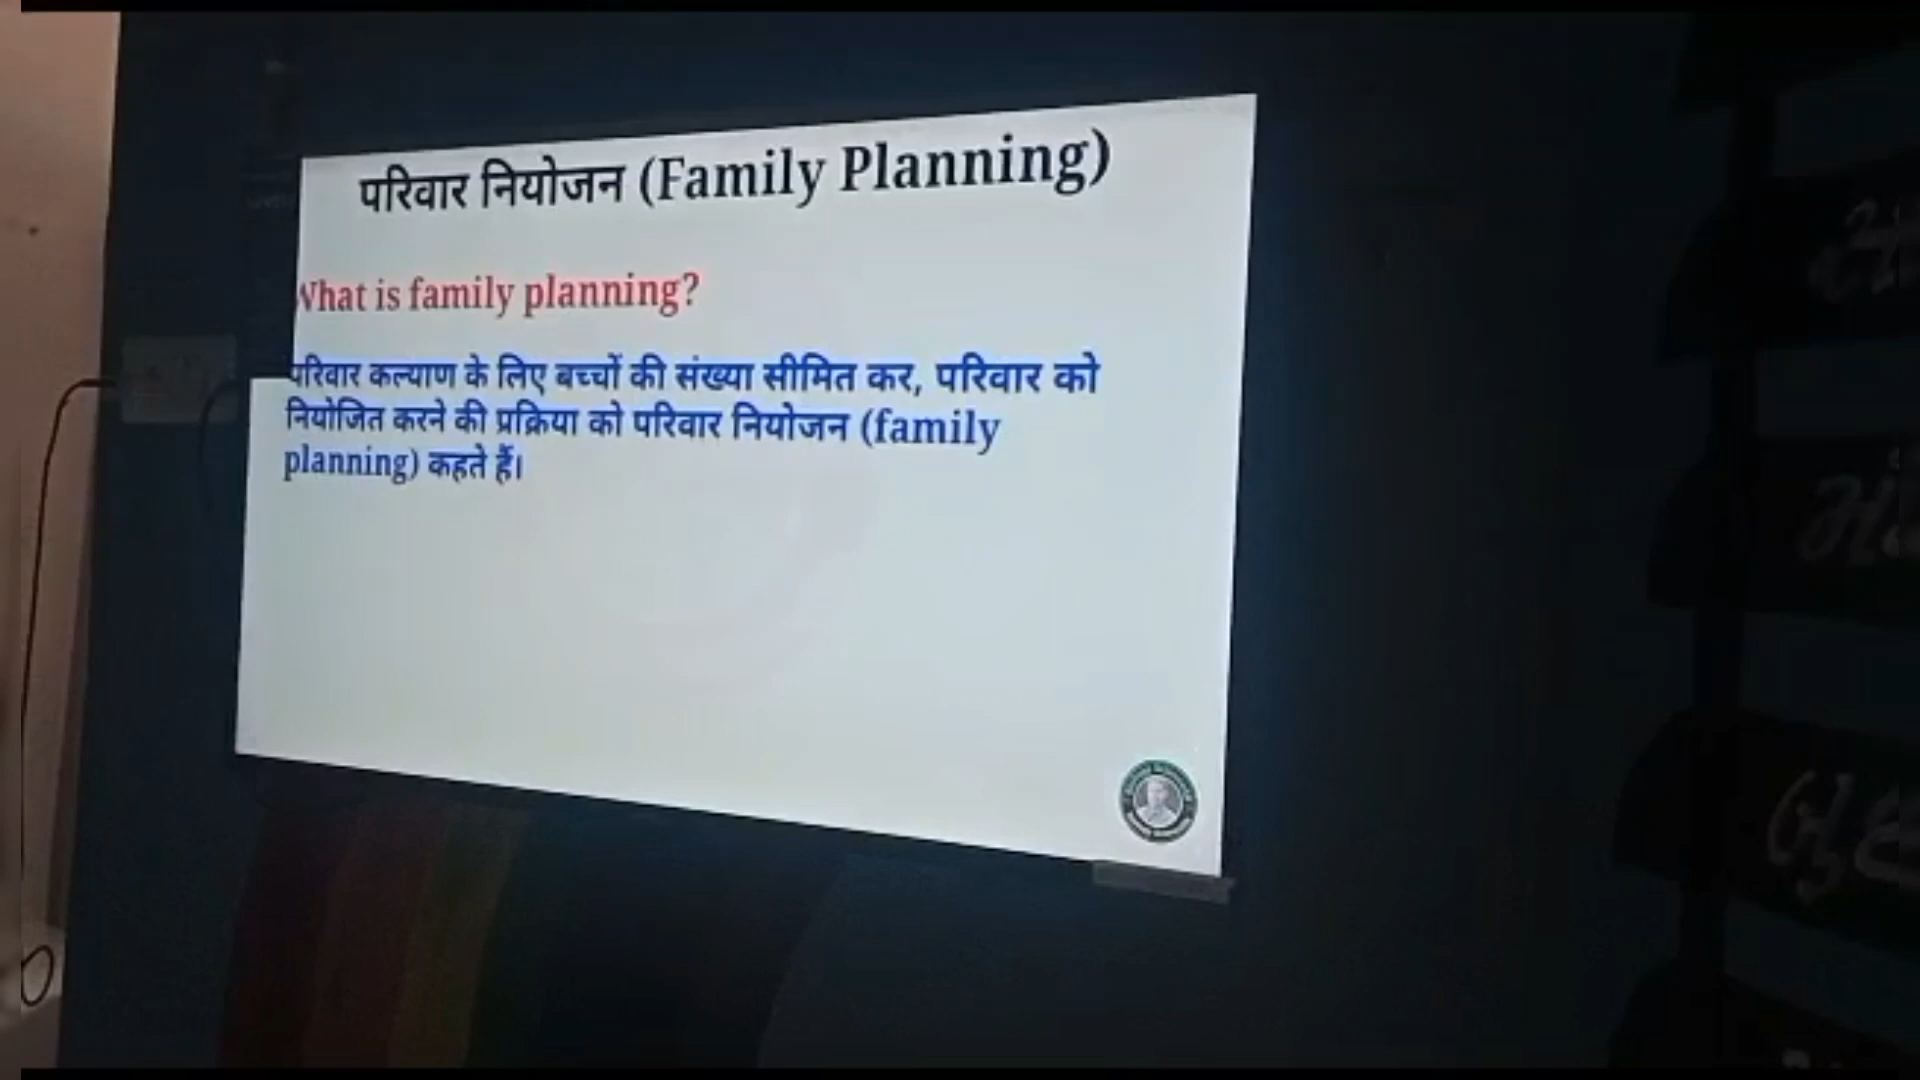 परिवार नियोजन (Family Planning)
What is family planning?
परिवार कल्याण के लिए बच्चों की संख्या सीमित कर, परिवार को
नियोजित करने की प्रक्रिया को परिवार नियोजन (family
planning) कहते हैं।